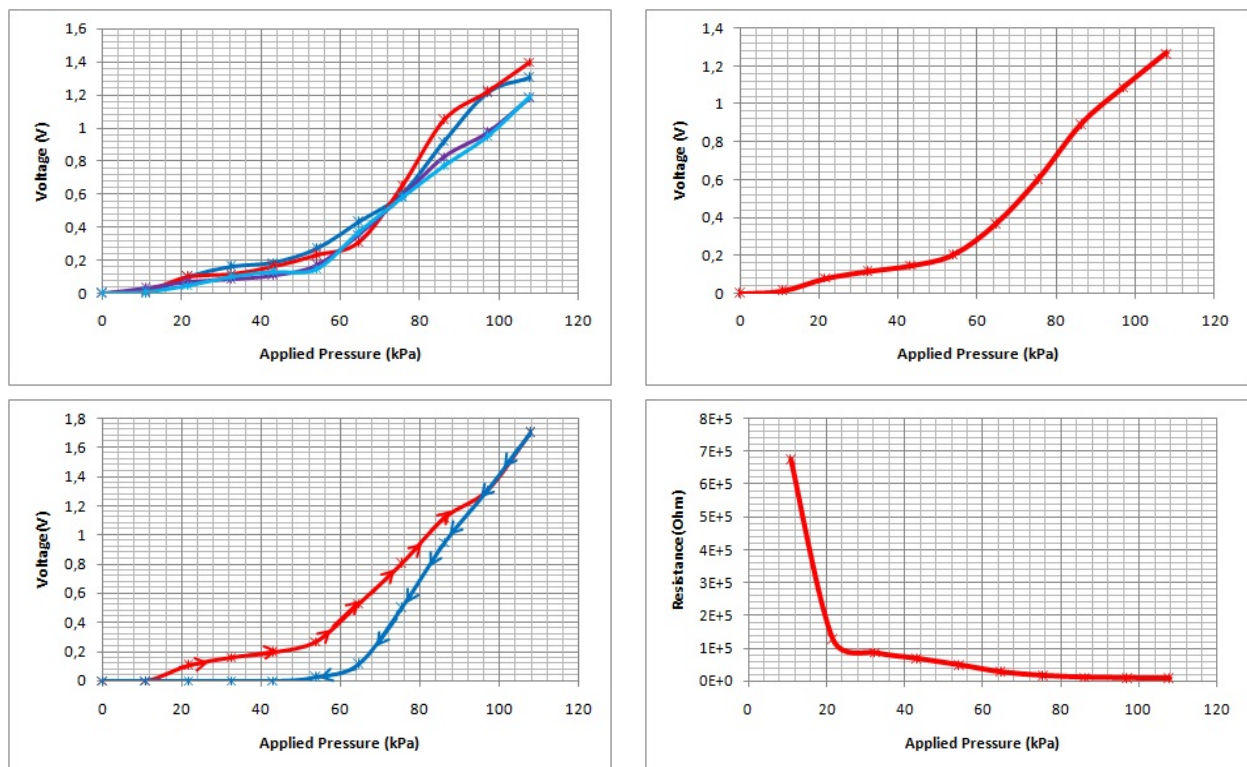 1,6
1,4
1,2
1
0,8
0,6
0,4
0,2
0
Voltage (V)
0 20 40 60 80 100 120
Applied Pressure (kPa)
1,4
1,2
1
0,8
0,6
0,4
0,2
0
Voltage (V)
0 20 40 60 80 100 120
Applied Pressure (kPa)
1,8
1,6
1,4
1,2
1
0,8
0,6
0,4
0,2
0
Voltage(V)
0 20 40 60 80 100 120
Applied Pressure (kPa)
8E+5
7E+5
6E+5
5E+5
4E+5
3E+5
2E+5
1E+5
0E+0
Resistance(Ohm)
0 20 40 60 80 100 120
Applied Pressure (kPa)